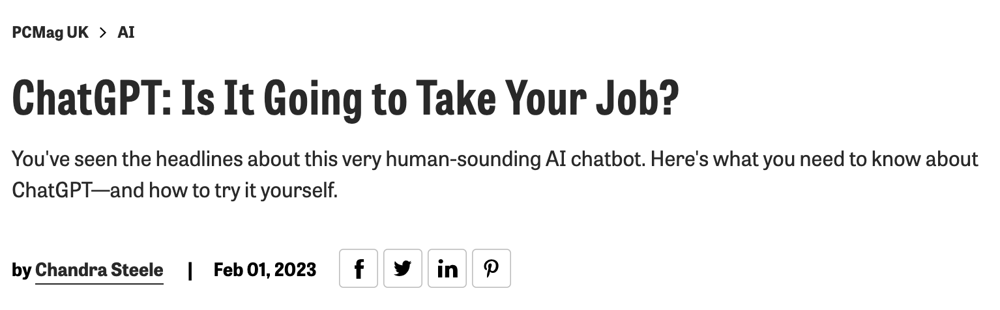 PCMag UK > AI
ChatGPT: Is It Going to Take Your Job?
You've seen the headlines about this very human-sounding AI chatbot. Here's what you need to know about
ChatGPT—and how to try it yourself.
by Chandra Steele | Feb 01, 2023